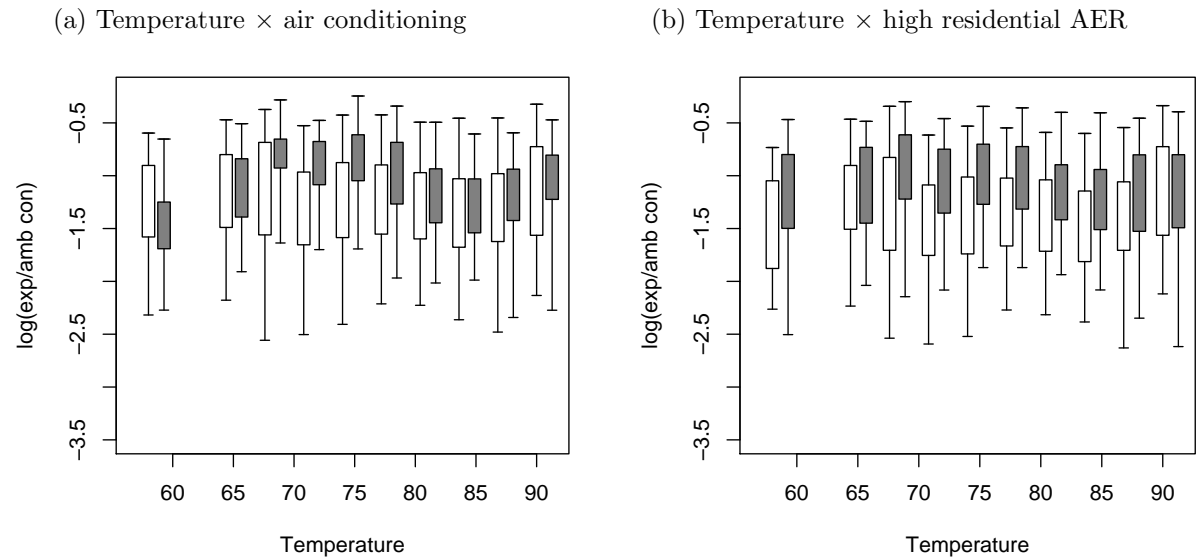 (a) Temperature × air conditioning
(b) Temperature × high residential AER
log(exp/amb con)
−0.5
−1.5
−2.5
−3.5
60 65 70 75 80 85 90
Temperature
log(exp/amb con)
−0.5
−1.5
−2.5
−3.5
60 65 70 75 80 85 90
Temperature